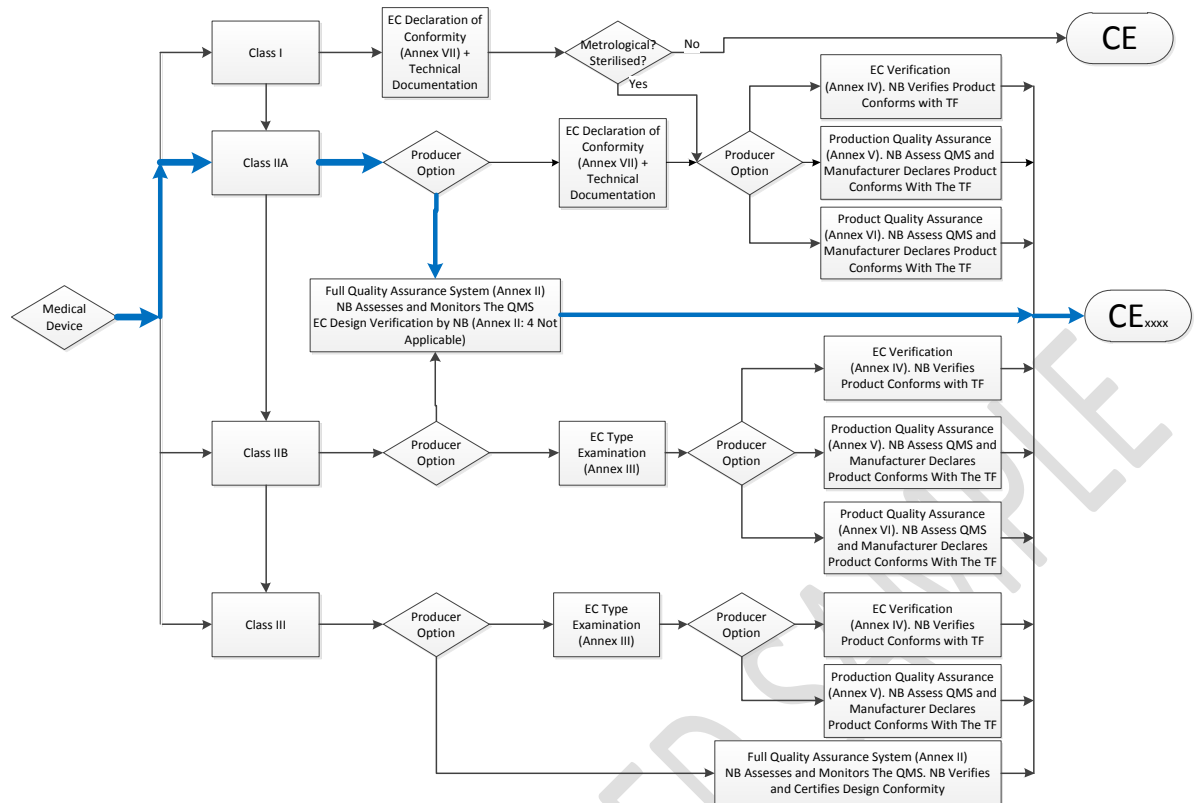 Class I
EC Declaration of
Conformity
(Annex VII) +
Technical
Documentation
Metrological?
Sterilised?
No
Yes
CE
EC Verification
(Annex IV). NB Verifies Product
Conforms with TF
Class IIA
Producer
Option
EC Declaration of
Conformity
(Annex VII) +
Technical
Documentation
Producer
Option
Production Quality Assurance
(Annex V). NB Assess QMS and
Manufacturer Declares Product
Conforms With The TF
Product Quality Assurance
(Annex VI). NB Assess QMS and
Manufacturer Declares Product
Conforms With The TF
Medical
Device
Full Quality Assurance System (Annex II)
NB Assesses and Monitors The QMS
EC Design Verification by NB (Annex II: 4 Not
Applicable)
CExxxx
EC Verification
(Annex IV). NB Verifies
Product Conforms with TF
Class IIB
Producer
Option
EC Type
Examination
(Annex III)
Producer
Option
Production Quality Assurance
(Annex V). NB Assess QMS and
Manufacturer Declares
Product Conforms With The TF
Product Quality Assurance
(Annex VI). NB Assess QMS
and Manufacturer Declares
Product Conforms With The TF
Class III
Producer
Option
EC Type
Examination
(Annex III)
Producer
Option
EC Verification
(Annex IV). NB Verifies
Product Conforms with TF
Production Quality Assurance
(Annex V). NB Assess QMS and
Manufacturer Declares
Product Conforms With The TF
Full Quality Assurance System (Annex II)
NB Assesses and Monitors The QMS. NB Verifies
and Certifies Design Conformity
SAMPLE